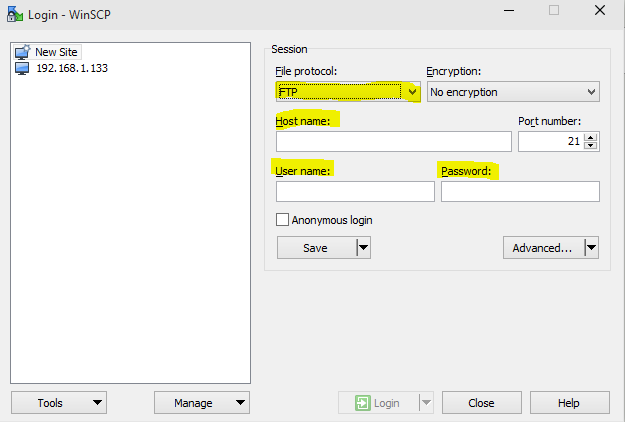 Login - WinSCP
New Site
192.168.1.133
Session
File protocol: Encryption:
FTP No encryption
Host name: Port number:
21
User name: Password:
Anonymous login
Save Advanced...
Tools Manage Login Close Help